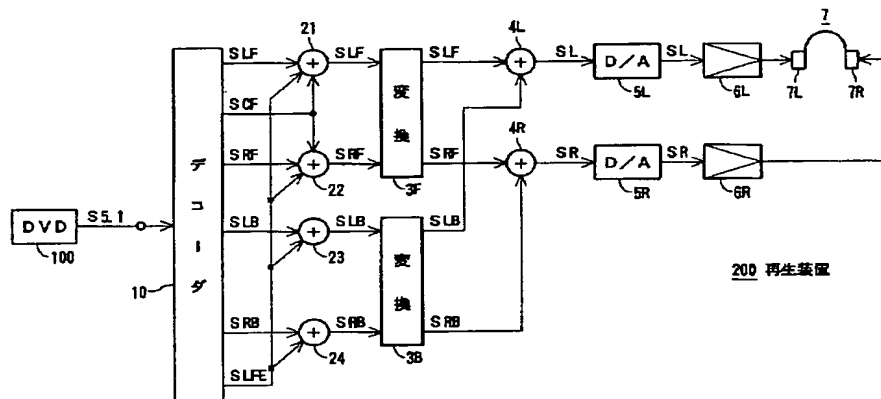 21
SLF
SLF
SLF
4L
SL
D/A
SL
7
5L
6L
7L
7R
SCF
変換
3F
4R
SRF
SRF
SRF
SR
D/A
SR
22
5R
6R
デコーダ
10
DVD
S5.1
100
SLB
SLB
SLB
23
変換
3B
200 再生装置
SRB
SRB
SRB
24
SLFE